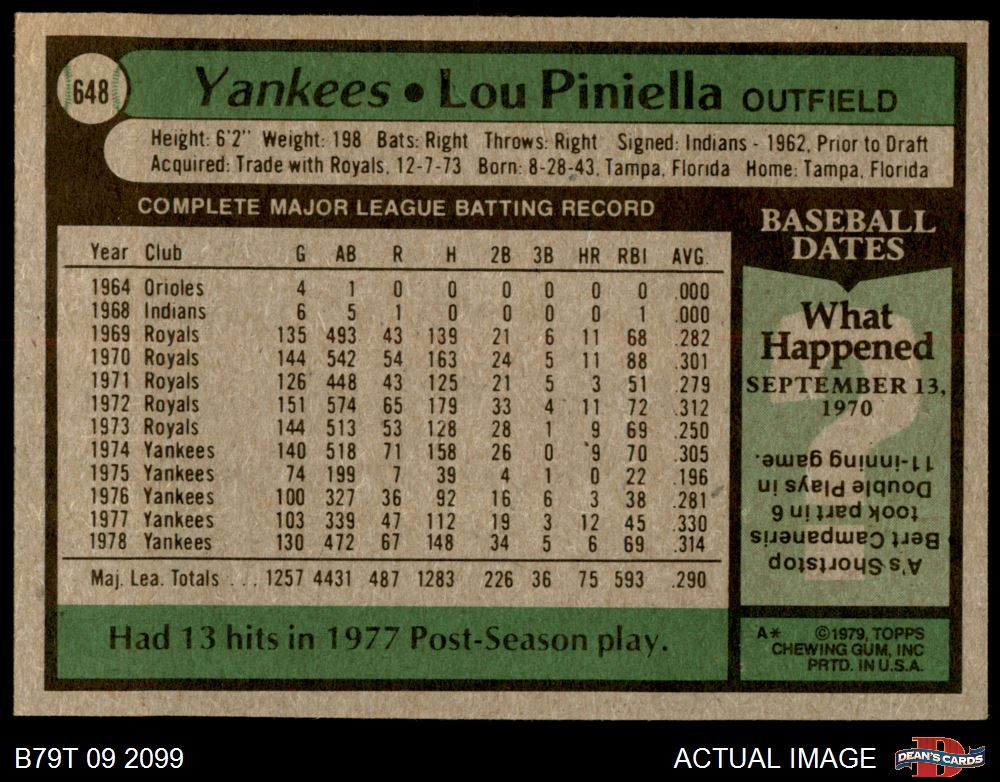 648
Yankees • Lou Piniella OUTFIELD
Height: 6'2" Weight: 198 Bats: Right Throws: Right Signed: Indians - 1962, Prior to Draft
Acquired: Trade with Royals, 12-7-73 Born: 8-28-43, Tampa, Florida Home: Tampa, Florida
COMPLETE MAJOR LEAGUE BATTING RECORD
Year Club G AB R H 2B 3B HR RBI AVG.
1964 Orioles 4 1 0 0 0 0 0 0 .000
1968 Indians 6 5 1 0 0 0 0 1 .000
1969 Royals 135 493 43 139 21 6 11 68 .282
1970 Royals 144 542 54 163 24 5 11 88 .301
1971 Royals 126 448 43 125 21 5 3 51 .279
1972 Royals 151 574 65 179 33 4 11 72 .312
1973 Royals 144 513 53 128 28 1 9 69 .250
1974 Yankees 140 518 71 158 26 0 9 70 .305
1975 Yankees 74 199 7 39 4 1 0 22 .196
1976 Yankees 100 327 36 92 16 6 3 38 .281
1977 Yankees 103 339 47 112 19 3 12 45 .330
1978 Yankees 130 472 67 148 34 5 6 69 .314
Maj. Lea. Totals . . . 1257 4431 487 1283 226 36 75 593 .290
Had 13 hits in 1977 Post-Season play.
BASEBALL
DATES
What
Happened
SEPTEMBER 13,
1970
?
A's Shortstop
Bert Campaneris
took part in 6
Double Plays in
11-inning game.
A* ©1979, TOPPS
CHEWING GUM, INC
PRTD. IN U.S.A.
B79T 09 2099
ACTUAL IMAGE
D
DEAN'S CARDS